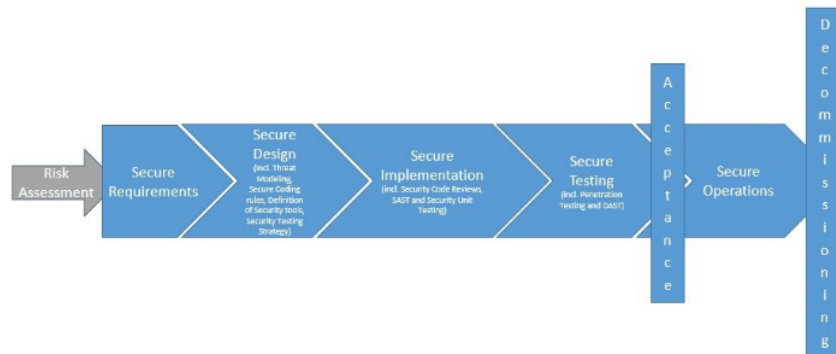 Risk
Assessment
Secure
Requirements
Secure
Design
(incl. Threat
Modeling,
Secure Coding
rules, Definition
of Security tools,
Security Testing
Strategy)
Secure
Implementation
(incl. Security Code Reviews,
SAST and Security Unit
Testing)
Secure
Testing
(incl. Penetration
Testing and DAST)
Acceptance
Secure
Operations
Decommissioning